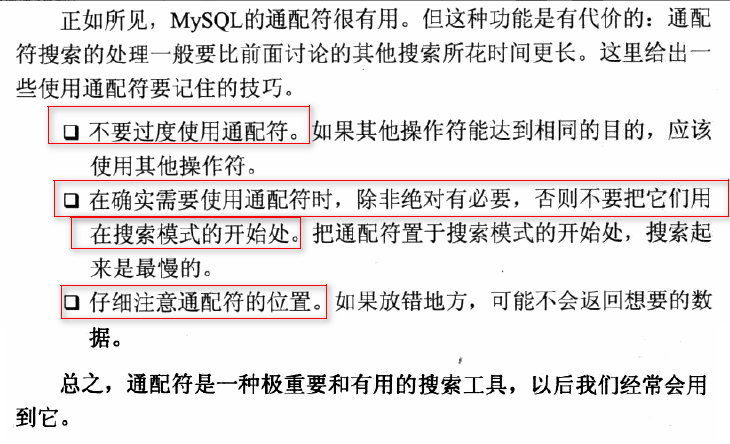 正如所见，MySQL的通配符很有用。但这种功能是有代价的：通配
符搜索的处理一般要比前面讨论的其他搜索所花时间更长。这里给出一
些使用通配符要记住的技巧。
❑ 不要过度使用通配符。如果其他操作符能达到相同的目的，应该
使用其他操作符。
❑ 在确实需要使用通配符时，除非绝对有必要，否则不要把它们用
在搜索模式的开始处。把通配符置于搜索模式的开始处，搜索起
来是最慢的。
❑ 仔细注意通配符的位置。如果放错地方，可能不会返回想要的数
据。
总之，通配符是一种极重要和有用的搜索工具，以后我们经常会用
到它。